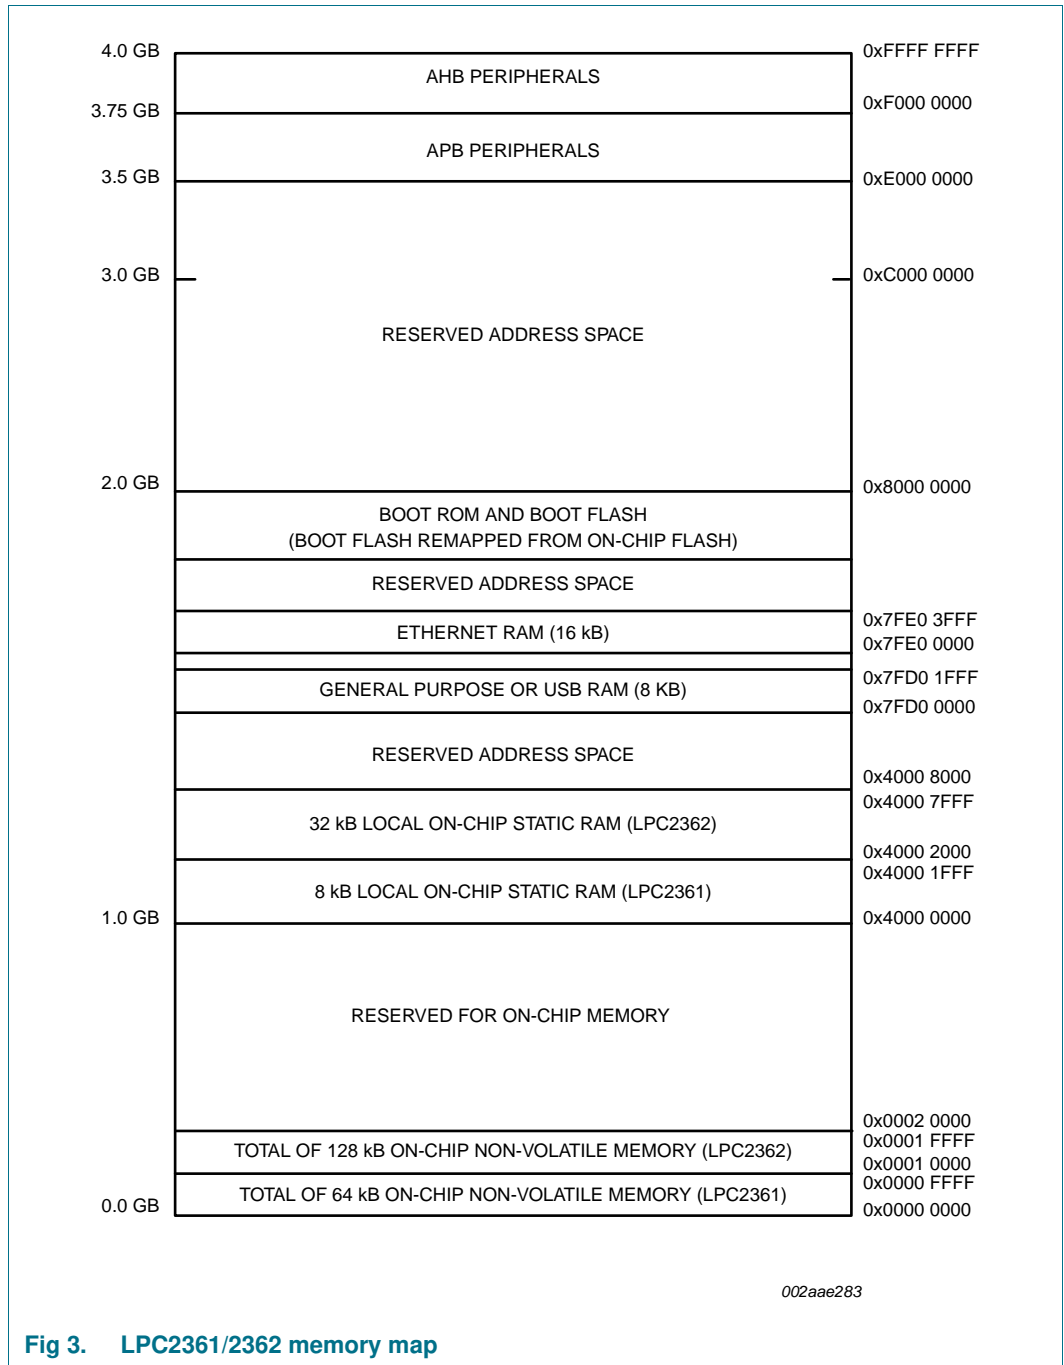 4.0 GB 0xFFFF FFFF
AHB PERIPHERALS
3.75 GB 0xF000 0000
APB PERIPHERALS
3.5 GB 0xE000 0000
3.0 GB 0xC000 0000
RESERVED ADDRESS SPACE
2.0 GB 0x8000 0000
BOOT ROM AND BOOT FLASH
(BOOT FLASH REMAPPED FROM ON-CHIP FLASH)
RESERVED ADDRESS SPACE
0x7FE0 3FFF
ETHERNET RAM (16 kB)
0x7FE0 0000
0x7FD0 1FFF
GENERAL PURPOSE OR USB RAM (8 KB)
0x7FD0 0000
RESERVED ADDRESS SPACE
0x4000 8000
0x4000 7FFF
32 kB LOCAL ON-CHIP STATIC RAM (LPC2362)
0x4000 2000
0x4000 1FFF
8 kB LOCAL ON-CHIP STATIC RAM (LPC2361)
1.0 GB 0x4000 0000
RESERVED FOR ON-CHIP MEMORY
0x0002 0000
0x0001 FFFF
TOTAL OF 128 kB ON-CHIP NON-VOLATILE MEMORY (LPC2362)
0x0001 0000
0x0000 FFFF
TOTAL OF 64 kB ON-CHIP NON-VOLATILE MEMORY (LPC2361)
0.0 GB 0x0000 0000
002aae283
Fig 3. LPC2361/2362 memory map